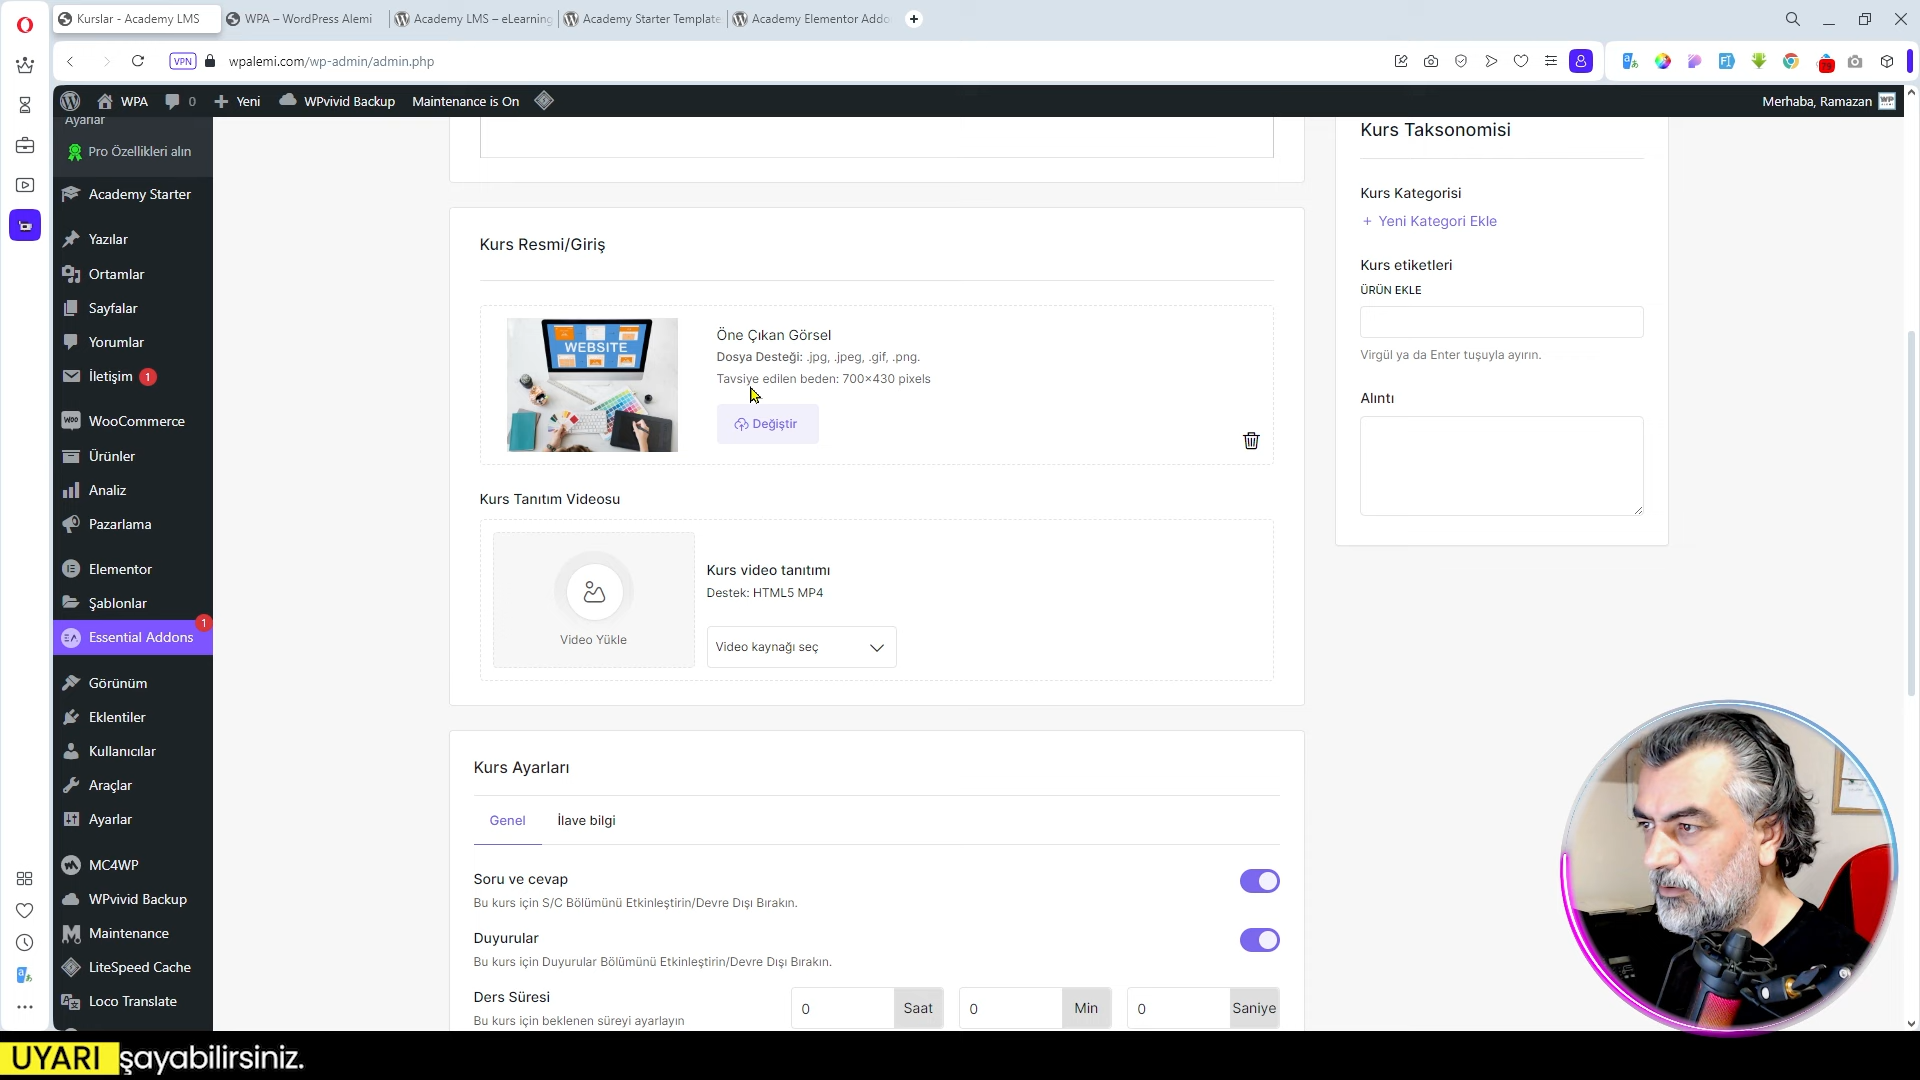 Kurslar - Academy LMS
WPA – WordPress Alemi
Academy LMS – eLearning
Academy Starter Template
Academy Elementor Addo
VPN
wpalemi.com/wp-admin/admin.php
WPA
0
Yeni
WPvivid Backup
Maintenance is On
Merhaba, Ramazan
Ayarlar
Pro Özellikleri alın
Academy Starter
Yazılar
Ortamlar
Sayfalar
Yorumlar
İletişim 1
WooCommerce
Ürünler
Analiz
Pazarlama
Elementor
Şablonlar
Essential Addons 1
Görünüm
Eklentiler
Kullanıcılar
Araçlar
Ayarlar
MC4WP
WPvivid Backup
Maintenance
LiteSpeed Cache
Loco Translate
Kurs Resmi/Giriş
WEBSITE
Öne Çıkan Görsel
Dosya Desteği: .jpg, .jpeg, .gif, .png.
Tavsiye edilen beden: 700x430 pixels
Değiştir
Kurs Tanıtım Videosu
Video Yükle
Kurs video tanıtımı
Destek: HTML5 MP4
Video kaynağı seç
Kurs Ayarları
Genel
İlave bilgi
Soru ve cevap
Bu kurs için S/C Bölümünü Etkinleştirin/Devre Dışı Bırakın.
Duyurular
Bu kurs için Duyurular Bölümünü Etkinleştirin/Devre Dışı Bırakın.
Ders Süresi
Bu kurs için beklenen süreyi ayarlayın
0 Saat
0 Min
0 Saniye
Kurs Taksonomisi
Kurs Kategorisi
+ Yeni Kategori Ekle
Kurs etiketleri
ÜRÜN EKLE
Virgül ya da Enter tuşuyla ayırın.
Alıntı
UYARI şayabilirsiniz.